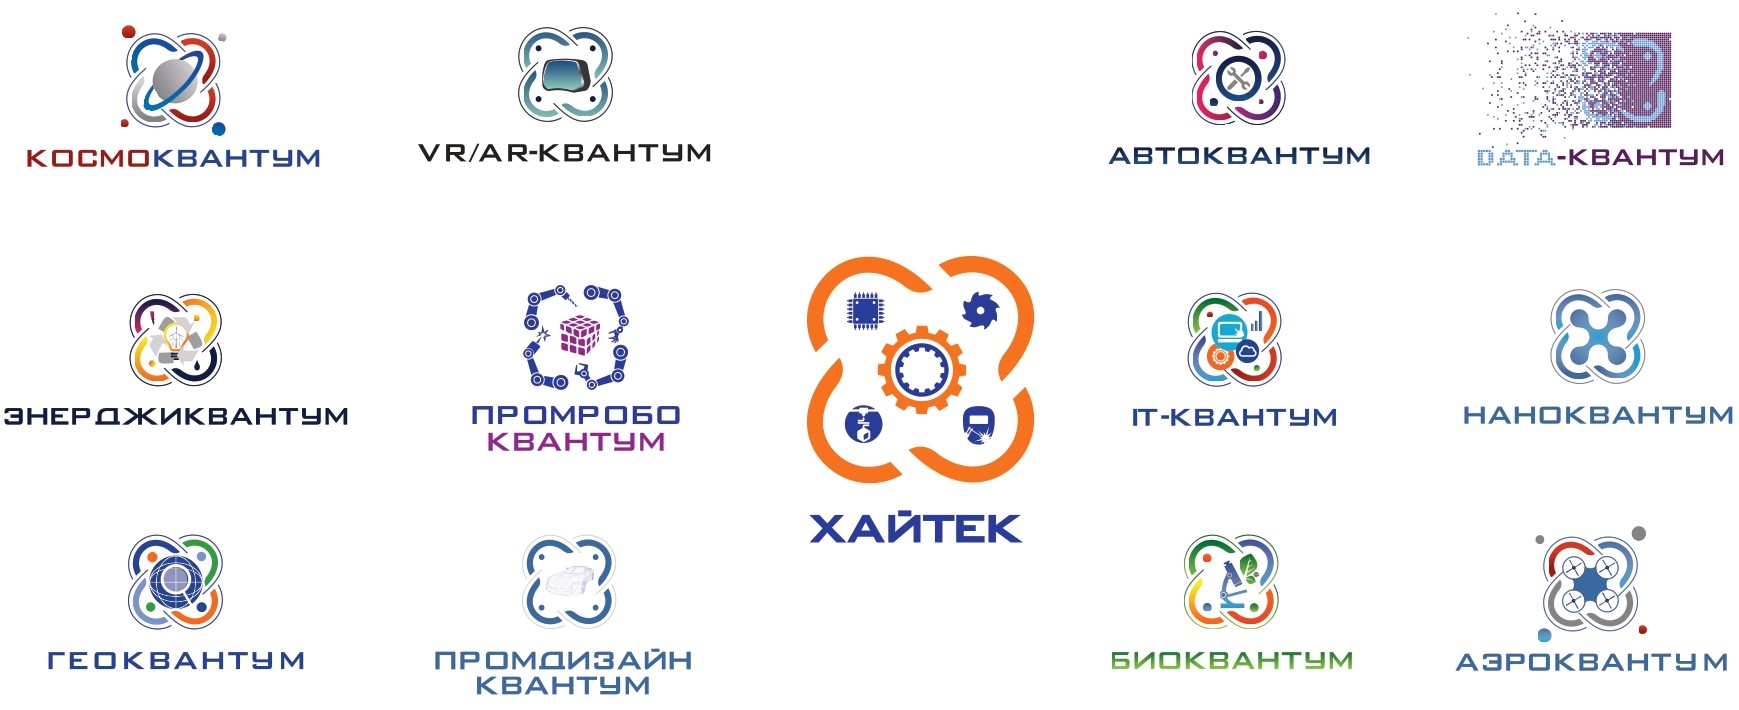 КОСМОКВАНТУМ
VR/AR-КВАНТУМ
АВТОКВАНТУМ
DATA-КВАНТУМ
ЭНЕРДЖИКВАНТУМ
ПРОМРОБО
КВАНТУМ
ХАЙТЕК
IT-КВАНТУМ
НАНОКВАНТУМ
ГЕОКВАНТУМ
ПРОМДИЗАЙН
КВАНТУМ
БИОКВАНТУМ
АЭРОКВАНТУМ